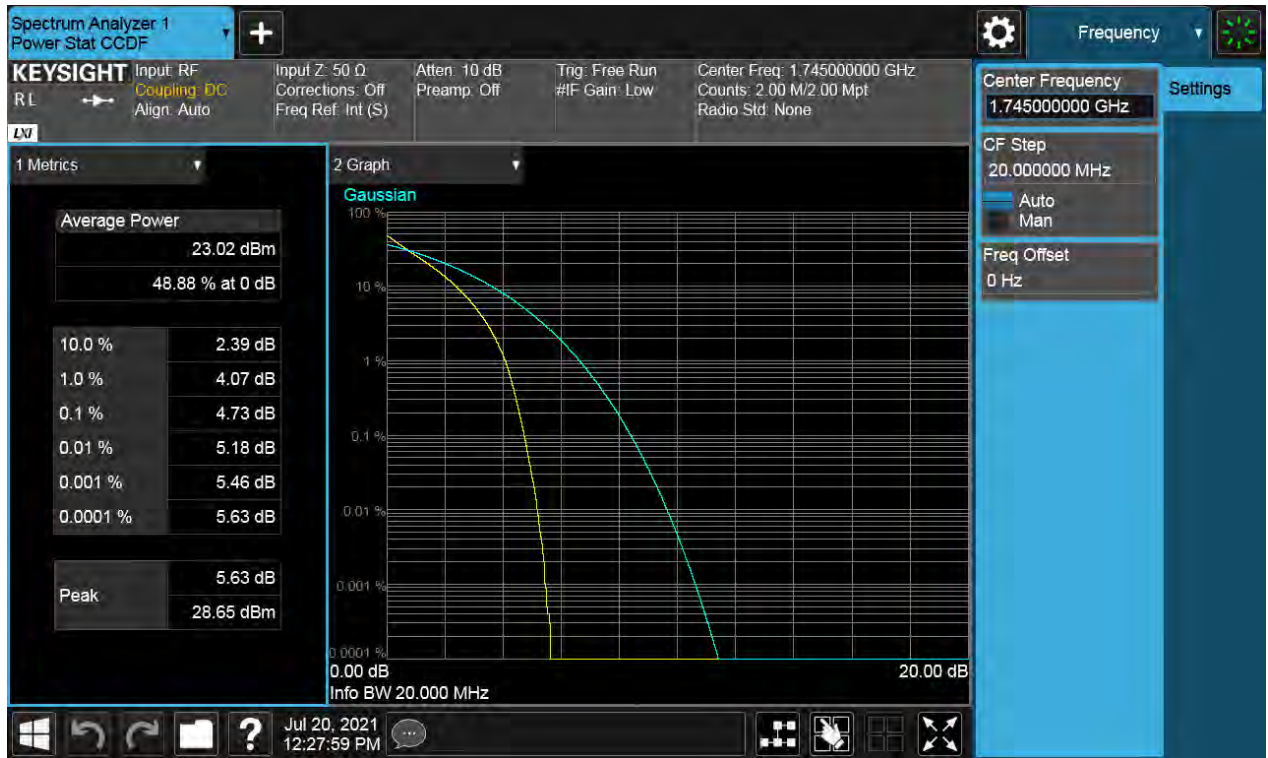 Spectrum Analyzer 1
Power Stat CCDF
Frequency
KEYSIGHT
RL
LXI
Input: RF
Coupling: DC
Align: Auto
Input Z: 50 Ω
Corrections: Off
Freq Ref: Int (S)
Atten: 10 dB
Preamp: Off
Trig: Free Run
#IF Gain: Low
Center Freq: 1.745000000 GHz
Counts: 2.00 M/2.00 Mpt
Radio Std: None
Center Frequency
1.745000000 GHz
Settings
CF Step
20.000000 MHz
Auto
Man
Freq Offset
0 Hz
1 Metrics
Average Power
23.02 dBm
48.88 % at 0 dB
10.0 % 2.39 dB
1.0 % 4.07 dB
0.1 % 4.73 dB
0.01 % 5.18 dB
0.001 % 5.46 dB
0.0001 % 5.63 dB
Peak 5.63 dB
28.65 dBm
2 Graph
Gaussian
100 %
10 %
1 %
0.1 %
0.01 %
0.001 %
0.0001 %
0.00 dB 20.00 dB
Info BW 20.000 MHz
? Jul 20, 2021
12:27:59 PM